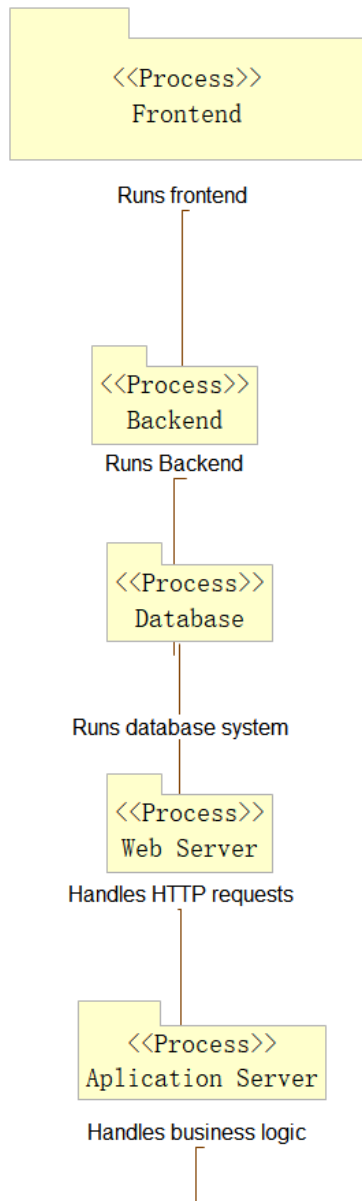 <<Process>>
Frontend
Runs frontend
<<Process>>
Backend
Runs Backend
<<Process>>
Database
Runs database system
<<Process>>
Web Server
Handles HTTP requests
<<Process>>
Aplication Server
Handles business logic